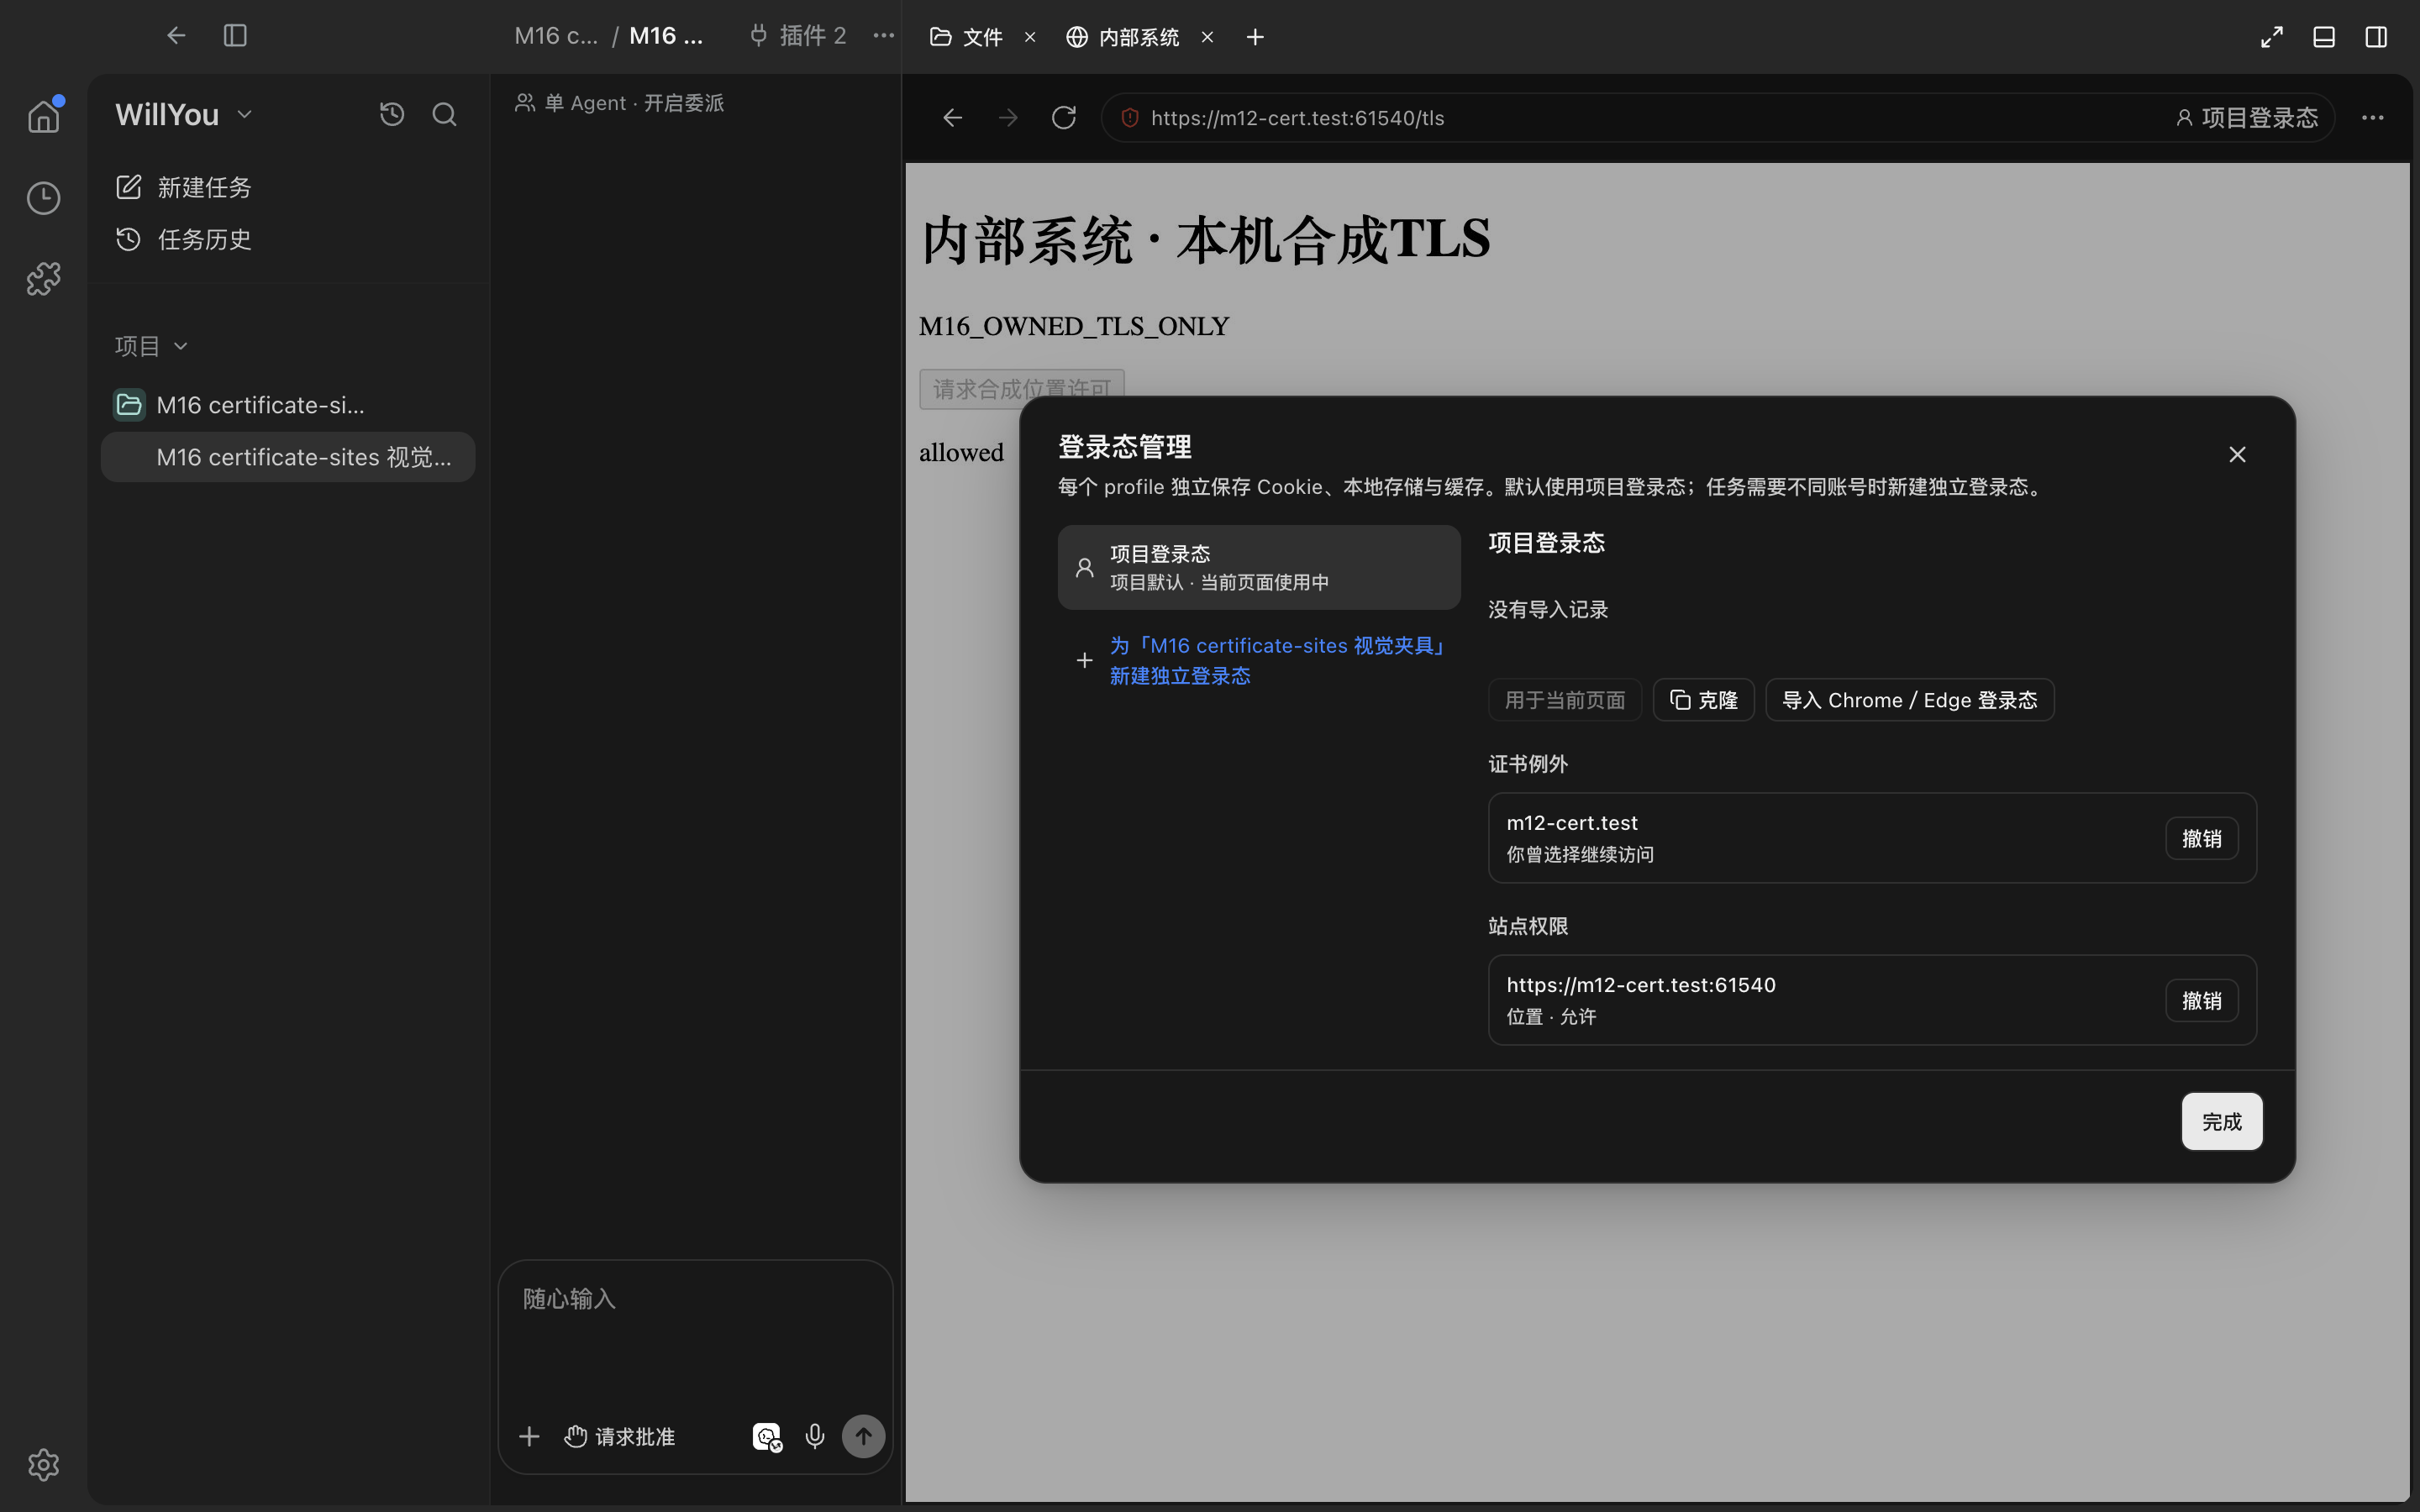 M16 c... / M16 ...
插件 2
文件
内部系统
WillYou
新建任务
任务历史
项目
M16 certificate-si...
M16 certificate-sites 视觉...
单 Agent · 开启委派
随心输入
请求批准
https://m12-cert.test:61540/tls
项目登录态
内部系统 · 本机合成TLS
M16_OWNED_TLS_ONLY
请求合成位置许可
allowed
登录态管理
每个 profile 独立保存 Cookie、本地存储与缓存。默认使用项目登录态；任务需要不同账号时新建独立登录态。
项目登录态
项目默认 · 当前页面使用中
为「M16 certificate-sites 视觉夹具」
新建独立登录态
项目登录态
没有导入记录
用于当前页面
克隆
导入 Chrome / Edge 登录态
证书例外
m12-cert.test
你曾选择继续访问
撤销
站点权限
https://m12-cert.test:61540
位置 · 允许
撤销
完成